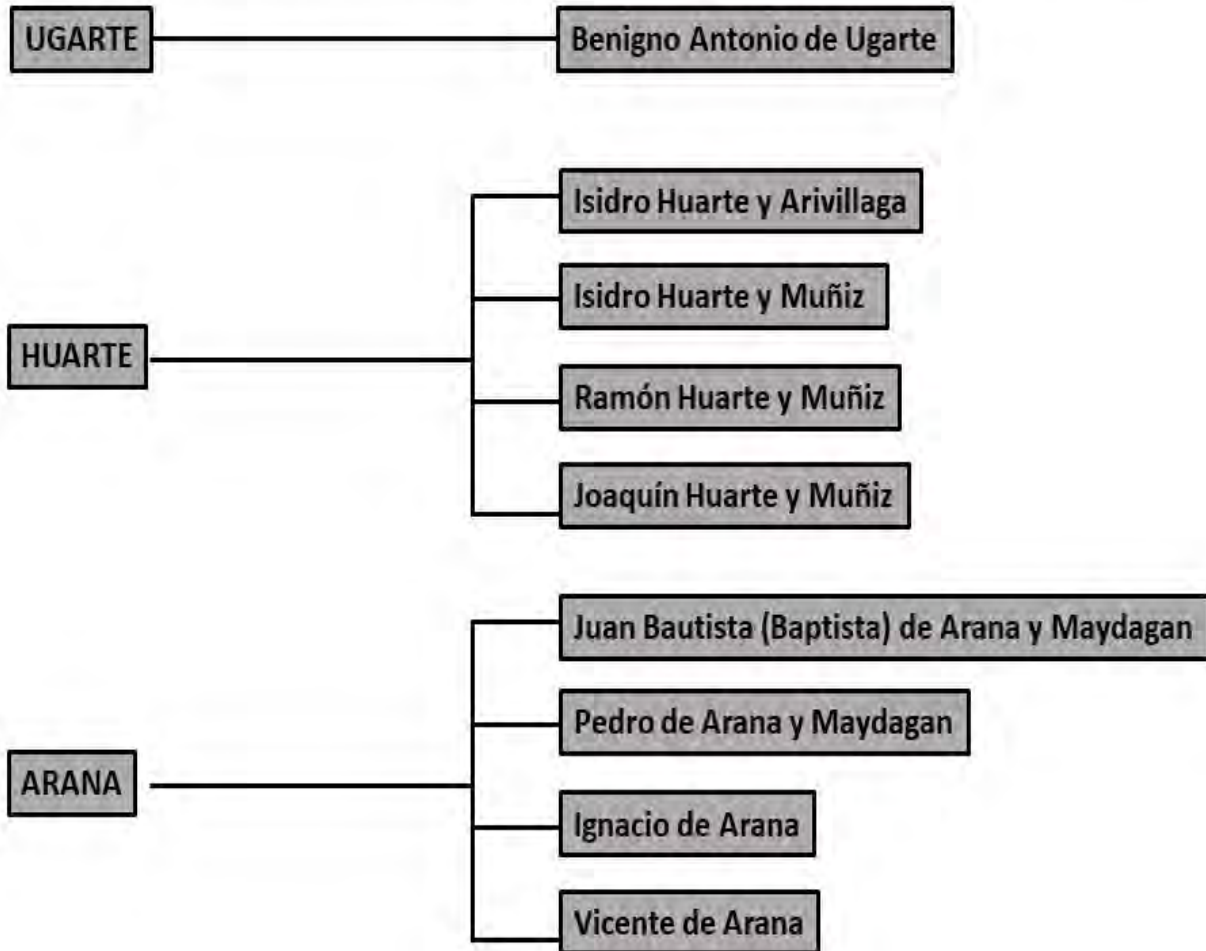 UGARTE
Benigno Antonio de Ugarte
HUARTE
Isidro Huarte y Arivillaga
Isidro Huarte y Muñiz
Ramón Huarte y Muñiz
Joaquín Huarte y Muñiz
ARANA
Juan Bautista (Baptista) de Arana y Maydagan
Pedro de Arana y Maydagan
Ignacio de Arana
Vicente de Arana